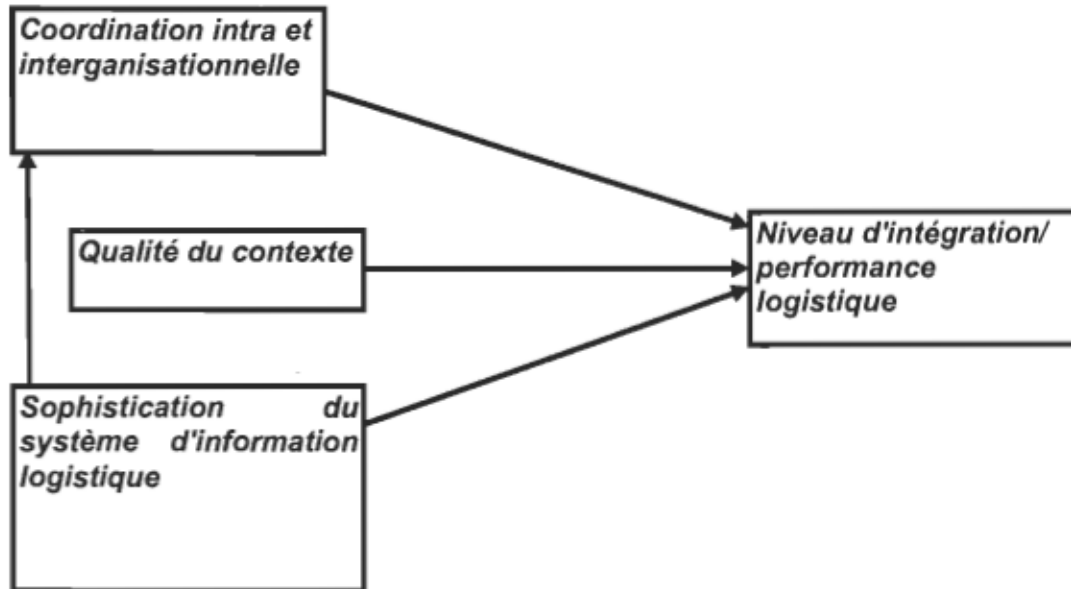 Coordination intra et
interganisationnelle
Qualité du contexte
Niveau d'intégration/
performance
logistique
Sophistication du
système d'information
logistique